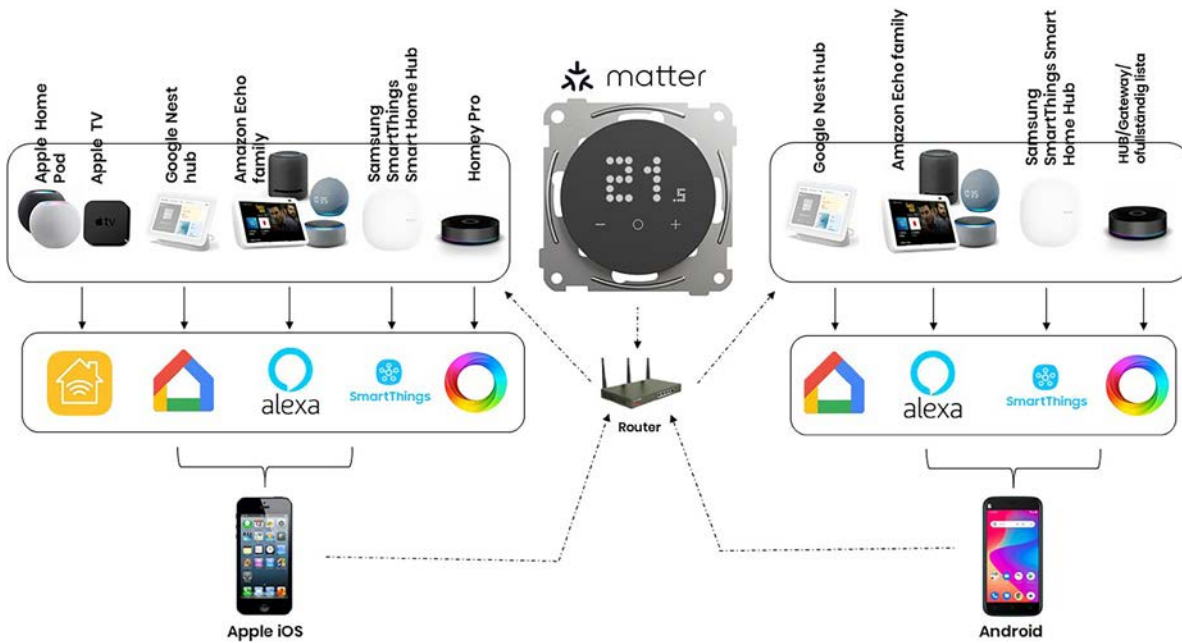 matter
Apple Home
Pod
Apple TV
Google Nest
hub
Amazon Echo
family
Samsung
SmartThings
Smart Home Hub
Homey Pro
Google Nest hub
Amazon Echo family
Samsung
SmartThings Smart
Home Hub
HUB/Gateway/
ofullständig lista
tv
21.5
alexa
SmartThings
Router
alexa
SmartThings
Apple iOS
Android